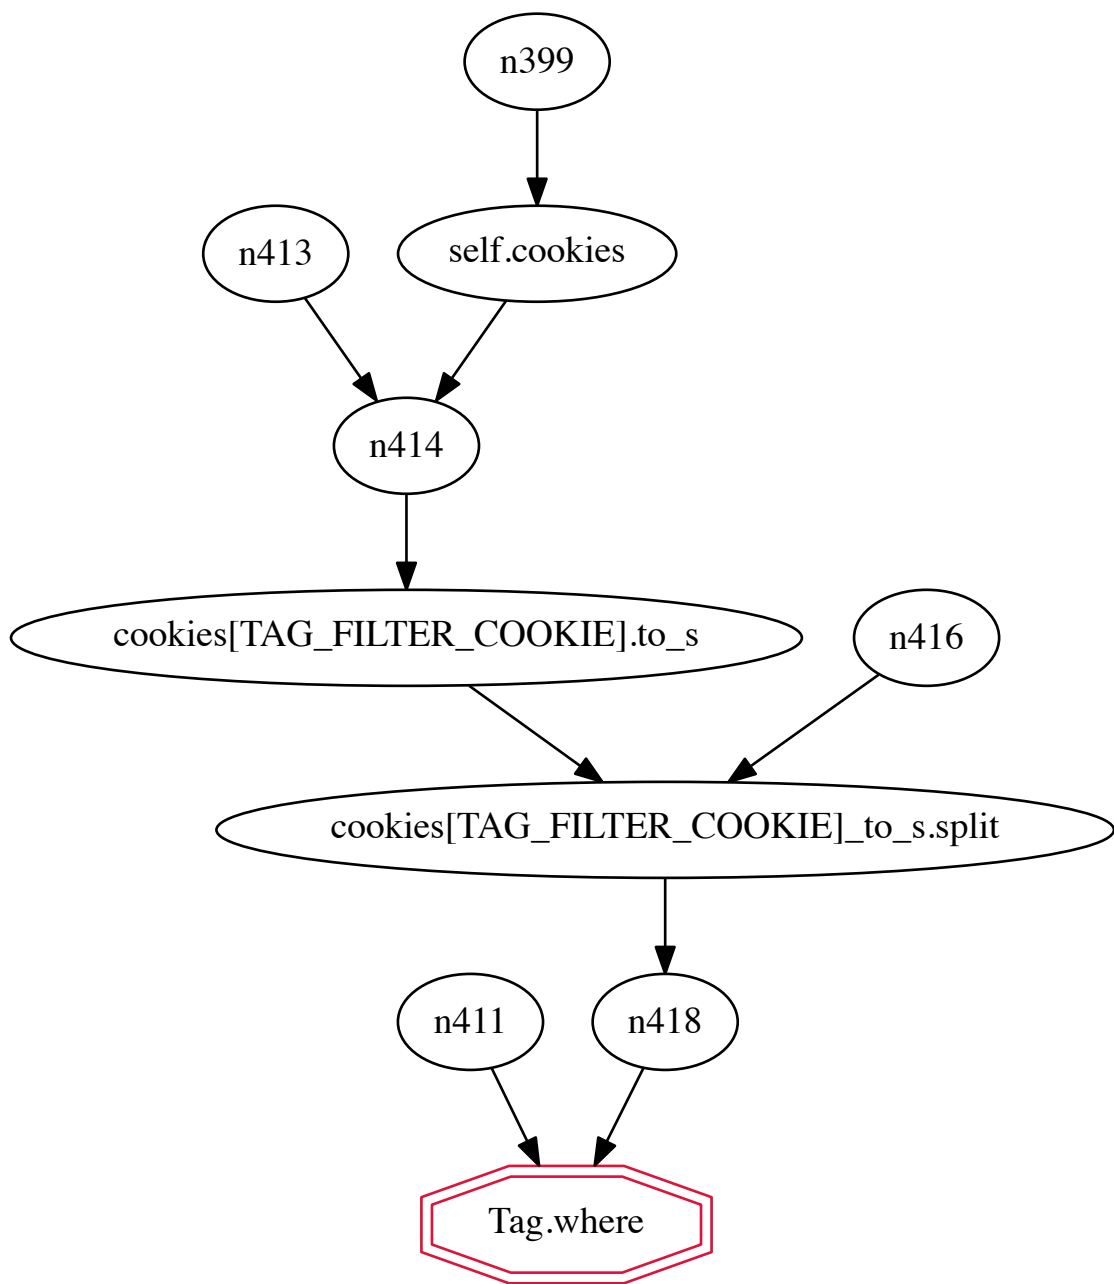 n399
n413
self.cookies
n414
cookies[TAG_FILTER_COOKIE].to_s
n416
cookies[TAG_FILTER_COOKIE]_to_s.split
n411
n418
Tag.where